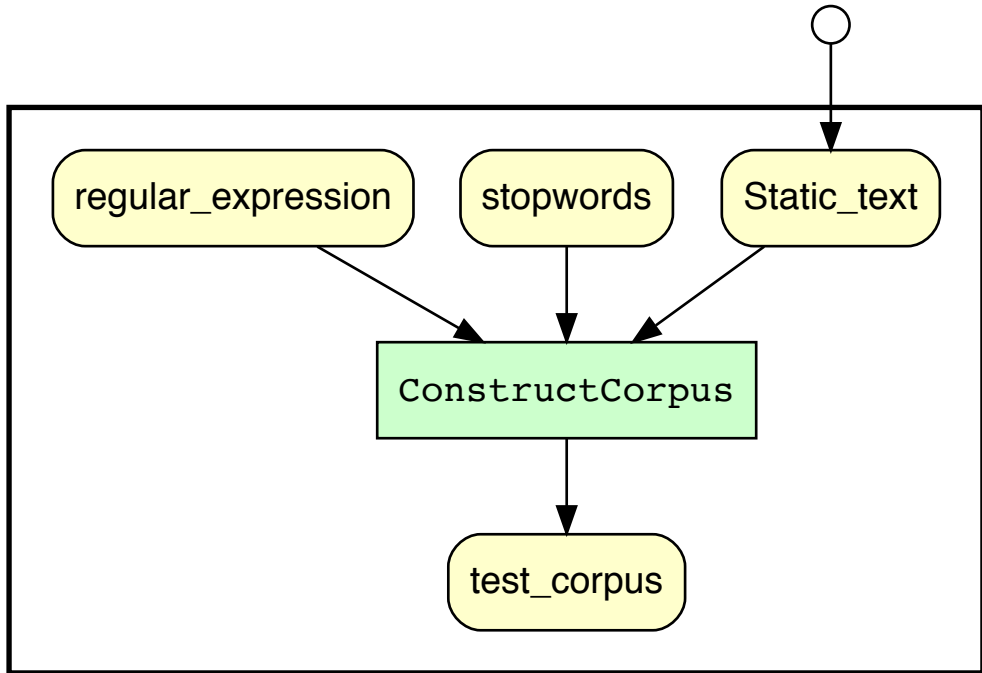 regular_expression
stopwords
Static_text
ConstructCorpus
test_corpus